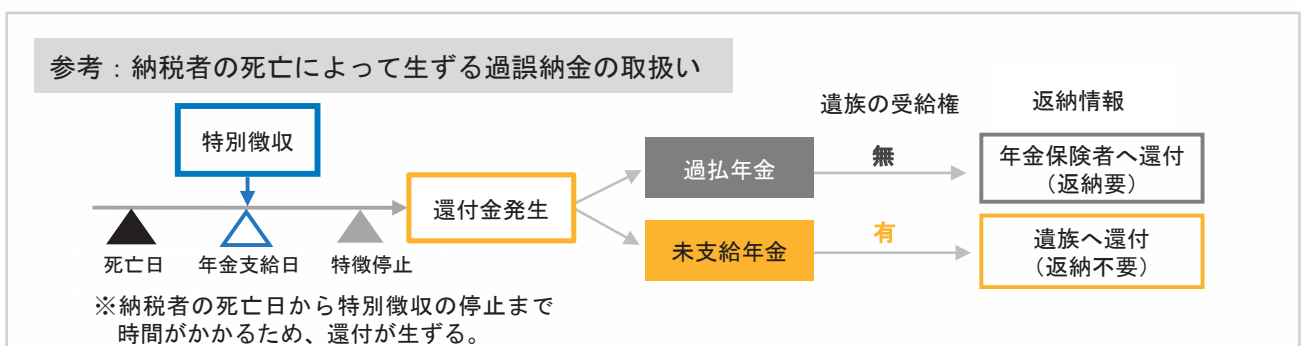 参考：納税者の死亡によって生ずる過誤納金の取扱い
特別徴収
死亡日
年金支給日
特徴停止
※納税者の死亡日から特別徴収の停止まで
時間がかかるため、還付が生ずる。
還付金発生
遺族の受給権
返納情報
過払年金
無
年金保険者へ還付
（返納要）
未支給年金
有
遺族へ還付
（返納不要）